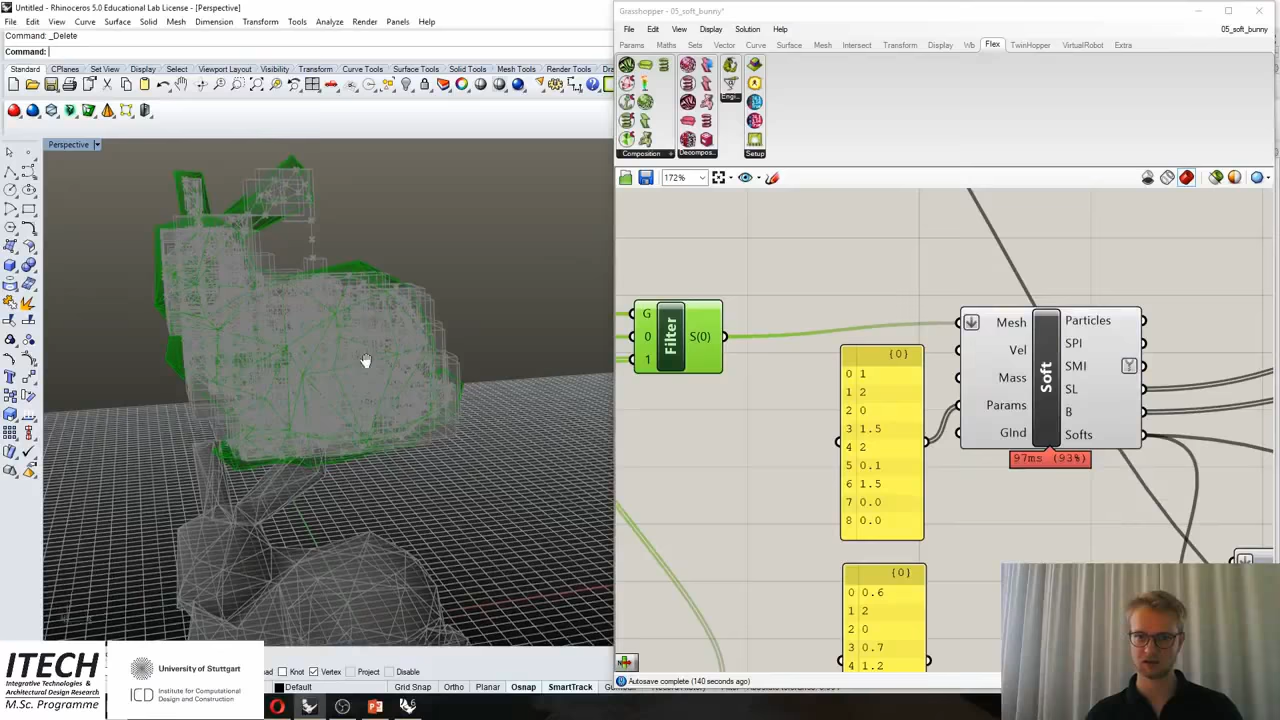 Untitled - Rhinoceros 5.0 Educational Lab License - [Perspective]
File Edit View Curve Surface Solid Mesh Dimension Transform Tools Analyze Render Panels Help
Command: _Delete
Command:
Standard CPlanes Set View Display Select Viewport Layout Visibility Transform Curve Tools Surface Tools Solid Tools Mesh Tools Render Tools
Perspective
Knot Vertex Project Disable
Default Grid Snap Ortho Planar Osnap SmartTrack
ITECH
Integrative Technologies &
Architectural Design Research
M.Sc. Programme
University of Stuttgart
ICD Institute for Computational
Design and Construction
Grasshopper - 05_soft_bunny*
File Edit View Display Solution Help 05_soft_bunny
Params Maths Sets Vector Curve Surface Mesh Intersect Transform Display Wb Flex TwinHopper VirtualRobot Extra
Composition Decompos... Engi... Setup
172%
Filter
G
0
1
S(0)
{0}
0 1
1 2
2 0
3 1.5
4 2
5 0.1
6 1.5
7 0.0
8 0.0
Soft
Mesh
Vel
Mass
Params
GInd
Particles
SPI
SMI
SL
B
Softs
97ms (93%)
{0}
0 0.6
1 2
2 0
3 0.7
4 1.2
Autosave complete (140 seconds ago)